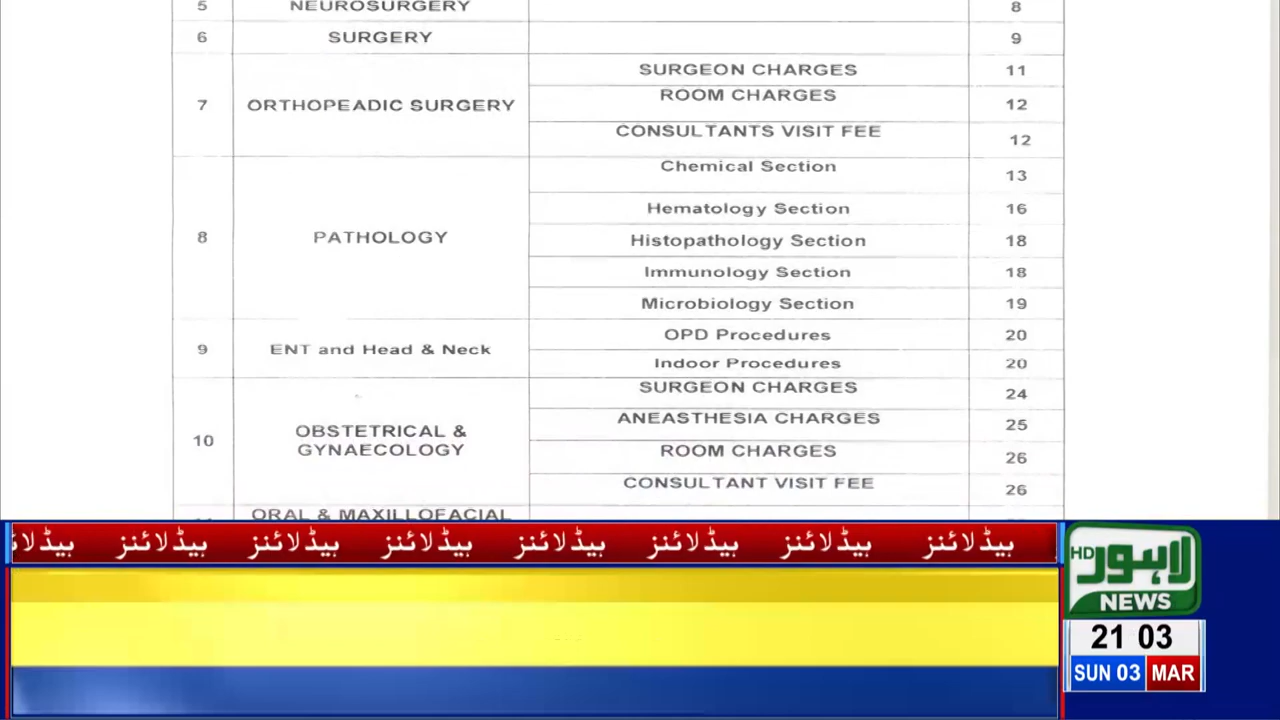 5 NEUROSURGERY 8
6 SURGERY 9
7 ORTHOPEADIC SURGERY
SURGEON CHARGES 11
ROOM CHARGES 12
CONSULTANTS VISIT FEE 12
8 PATHOLOGY
Chemical Section 13
Hematology Section 16
Histopathology Section 18
Immunology Section 18
Microbiology Section 19
9 ENT and Head & Neck
OPD Procedures 20
Indoor Procedures 20
10 OBSTETRICAL &
GYNAECOLOGY
SURGEON CHARGES 24
ANEASTHESIA CHARGES 25
ROOM CHARGES 26
CONSULTANT VISIT FEE 26
ORAL & MAXILLOFACIAL
ہیڈلائنز ہیڈلائنز ہیڈلائنز ہیڈلائنز ہیڈلائنز ہیڈلائنز ہیڈلائنز ہیڈلائنز
لاہور HD
NEWS
21 03
SUN 03 MAR